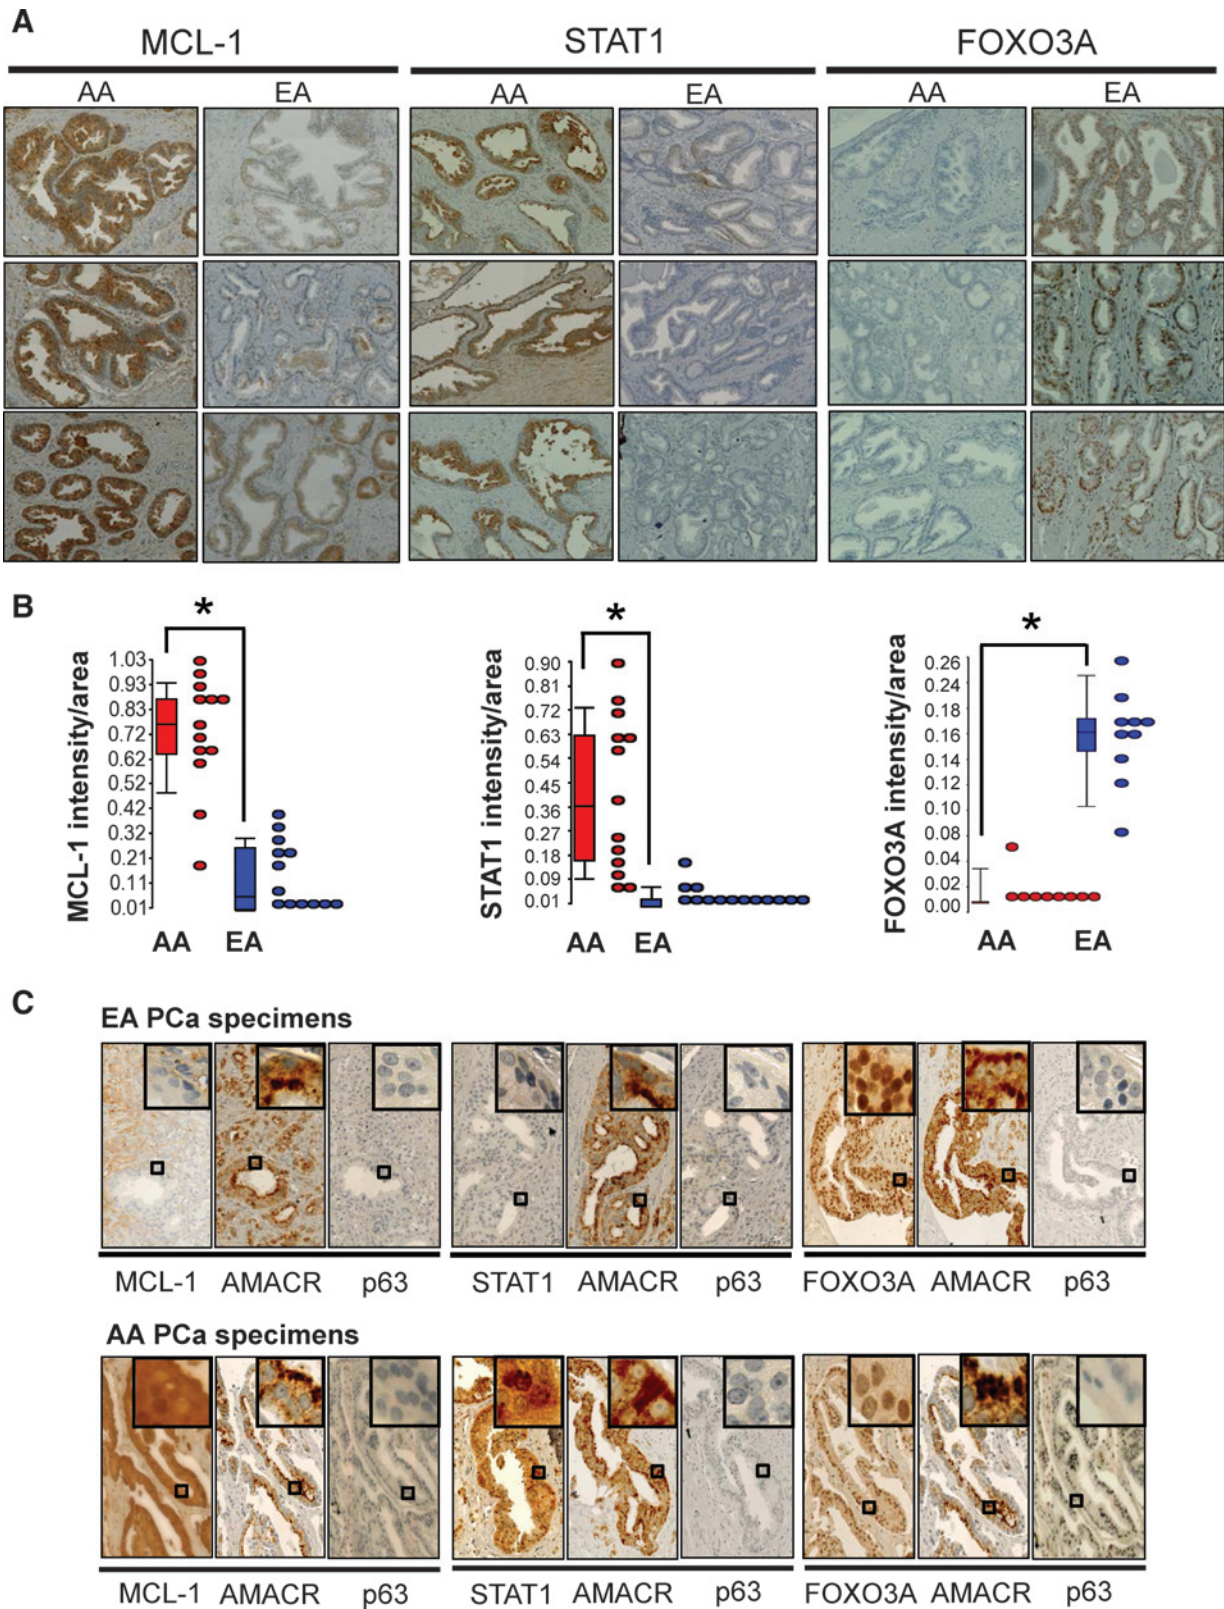 A
MCL-1 STAT1 FOXO3A
AA EA AA EA AA EA
B
* * *
MCL-1 intensity/area
1.03
0.93
0.83
0.72
0.62
0.52
0.42
0.32
0.21
0.11
0.01
AA EA
STAT1 intensity/area
0.90
0.81
0.72
0.63
0.54
0.45
0.36
0.27
0.18
0.09
0.01
AA EA
FOXO3A intensity/area
0.26
0.24
0.18
0.16
0.14
0.12
0.10
0.08
0.04
0.02
0.00
AA EA
C
EA PCa specimens
MCL-1 AMACR p63 STAT1 AMACR p63 FOXO3A AMACR p63
AA PCa specimens
MCL-1 AMACR p63 STAT1 AMACR p63 FOXO3A AMACR p63